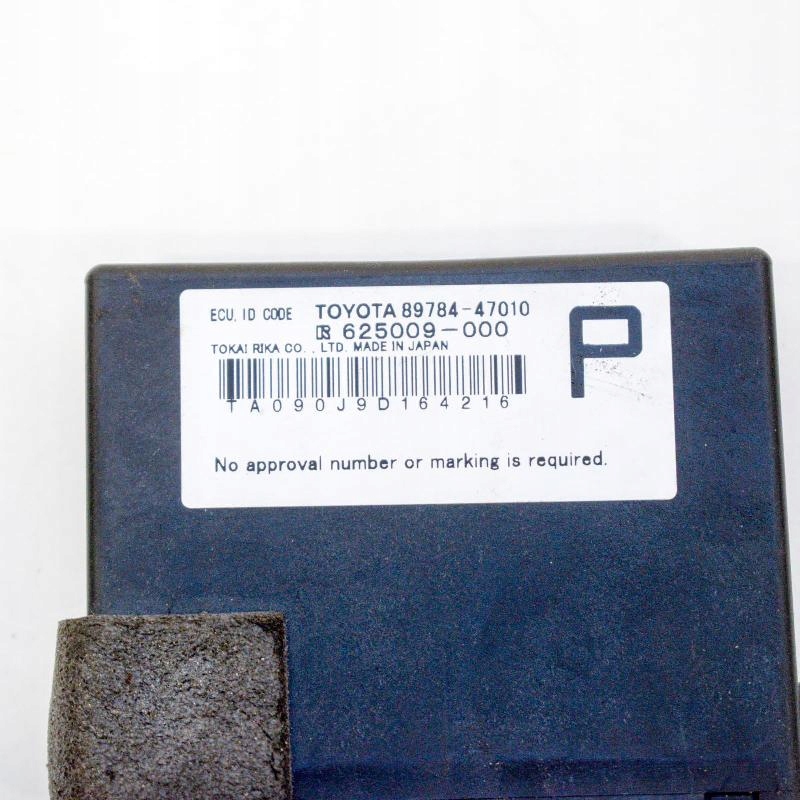 ECU, ID CODE TOYOTA 89784-47010
625009-000
TOKAI RIKA CO., LTD. MADE IN JAPAN
TA090J9D164216
No approval number or marking is required.
P